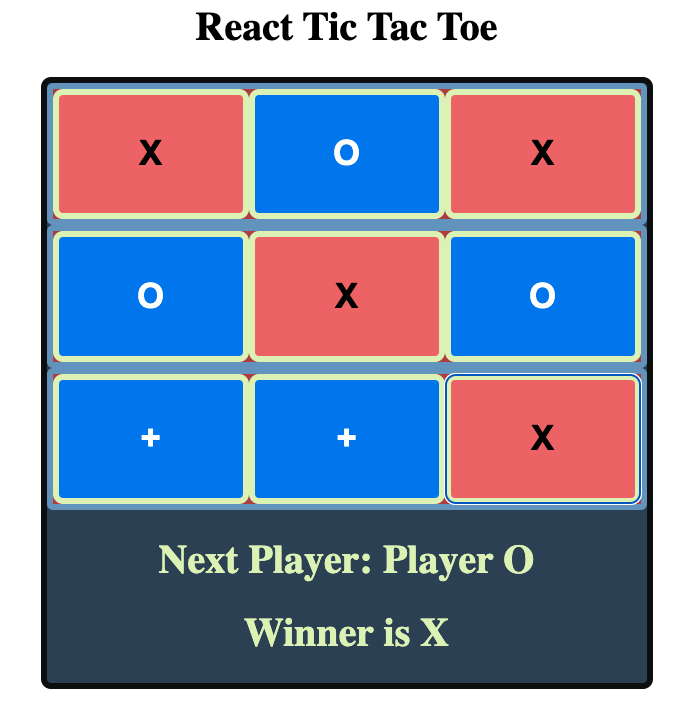 React Tic Tac Toe
X O X
O X O
+ + X
Next Player: Player O
Winner is X